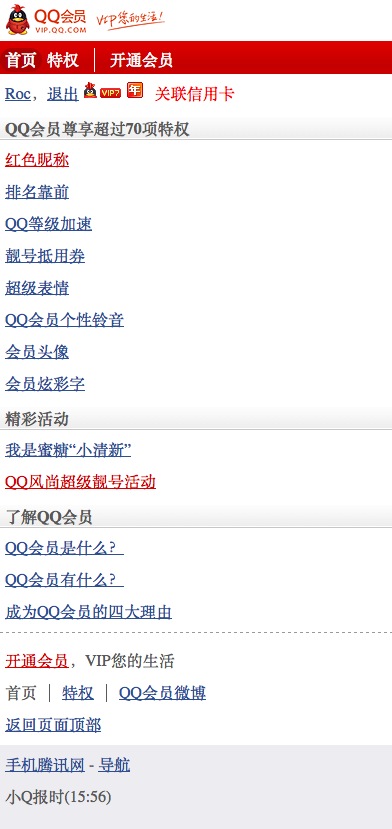 QQ会员 VIP您的生活!
VIP.QQ.COM
首页 特权 | 开通会员
Roc，退出 VIP7 年 关联信用卡
QQ会员尊享超过70项特权
红色昵称
排名靠前
QQ等级加速
靓号抵用券
超级表情
QQ会员个性铃音
会员头像
会员炫彩字
精彩活动
我是蜜糖“小清新”
QQ风尚超级靓号活动
了解QQ会员
QQ会员是什么？
QQ会员有什么？
成为QQ会员的四大理由
开通会员，VIP您的生活
首页 | 特权 | QQ会员微博
返回页面顶部
手机腾讯网 - 导航
小Q报时(15:56)